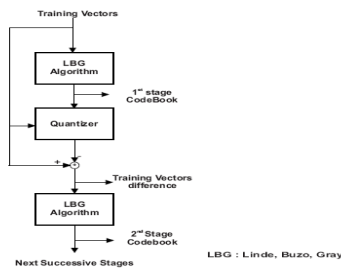 Training Vectors
LBG
Algorithm
1st stage
CodeBook
Quantizer
+
-
Training Vectors
difference
LBG
Algorithm
2nd Stage
Codebook
Next Successive Stages
LBG : Linde, Buzo, Gray